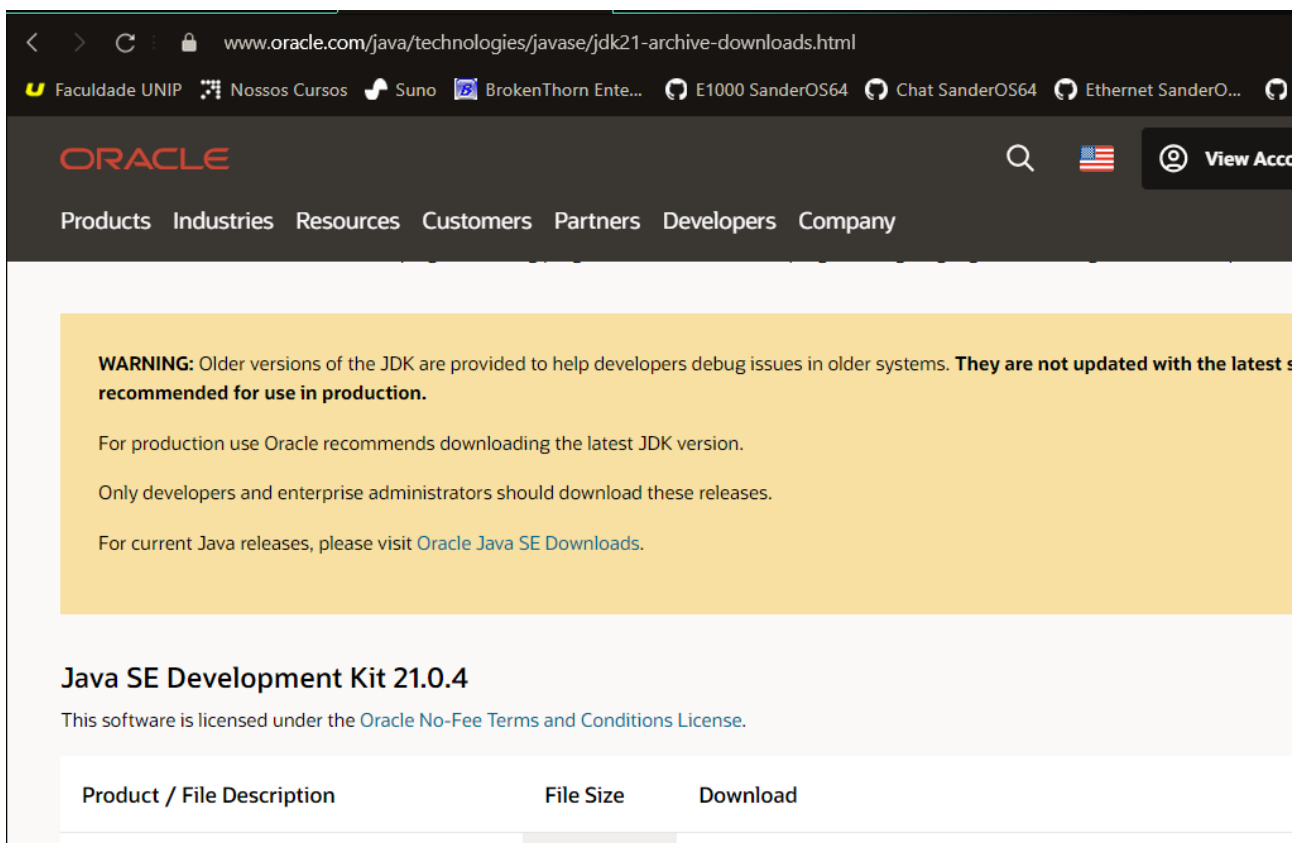 www.oracle.com/java/technologies/javase/jdk21-archive-downloads.html
Faculdade UNIP Nossos Cursos Suno BrokenThorn Ente... E1000 SanderOS64 Chat SanderOS64 Ethernet SanderO...
ORACLE
View Acco
Products Industries Resources Customers Partners Developers Company
WARNING: Older versions of the JDK are provided to help developers debug issues in older systems. They are not updated with the latest s
recommended for use in production.
For production use Oracle recommends downloading the latest JDK version.
Only developers and enterprise administrators should download these releases.
For current Java releases, please visit Oracle Java SE Downloads.
Java SE Development Kit 21.0.4
This software is licensed under the Oracle No-Fee Terms and Conditions License.
Product / File Description File Size Download